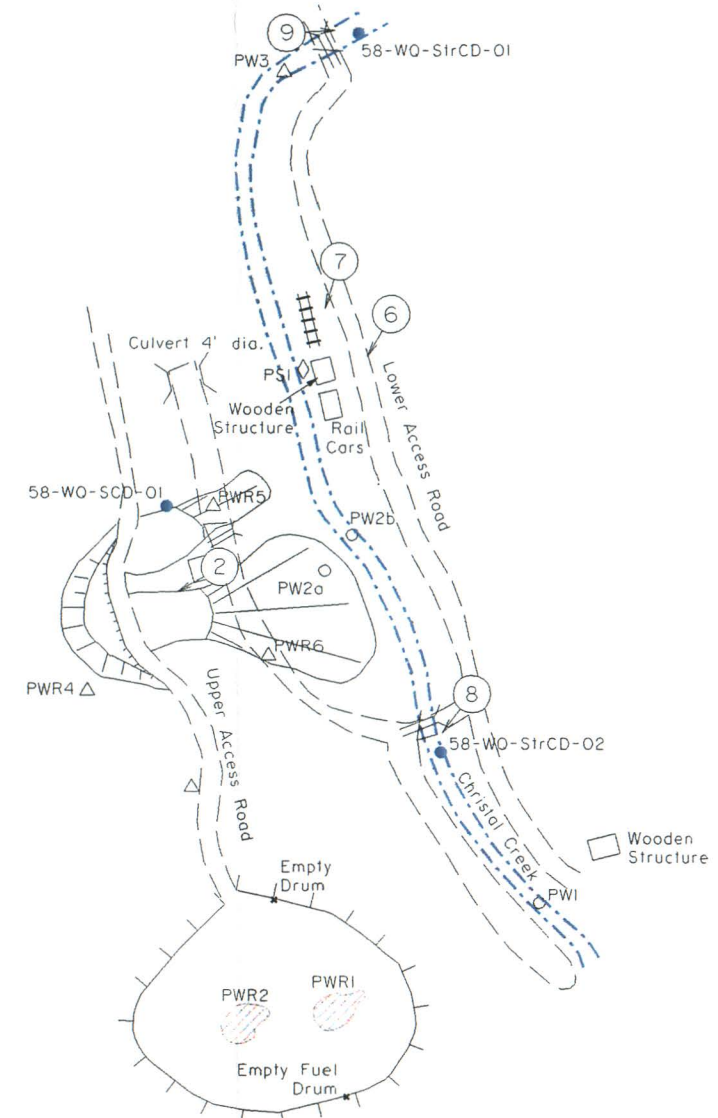 9
58-WQ-StrCD-01
PW3
7
6
Culvert 4' dia.
PS1
Wooden
Structure
Rail
Cars
Lower Access Road
58-WQ-SCD-01
PWR5
PW2b
2
PW2a
PWR6
PWR4
Upper Access Road
8
58-WQ-StrCD-02
Christal Creek
Wooden
Structure
Empty
Drum
PW1
PWR2
PWR1
Empty Fuel
Drum